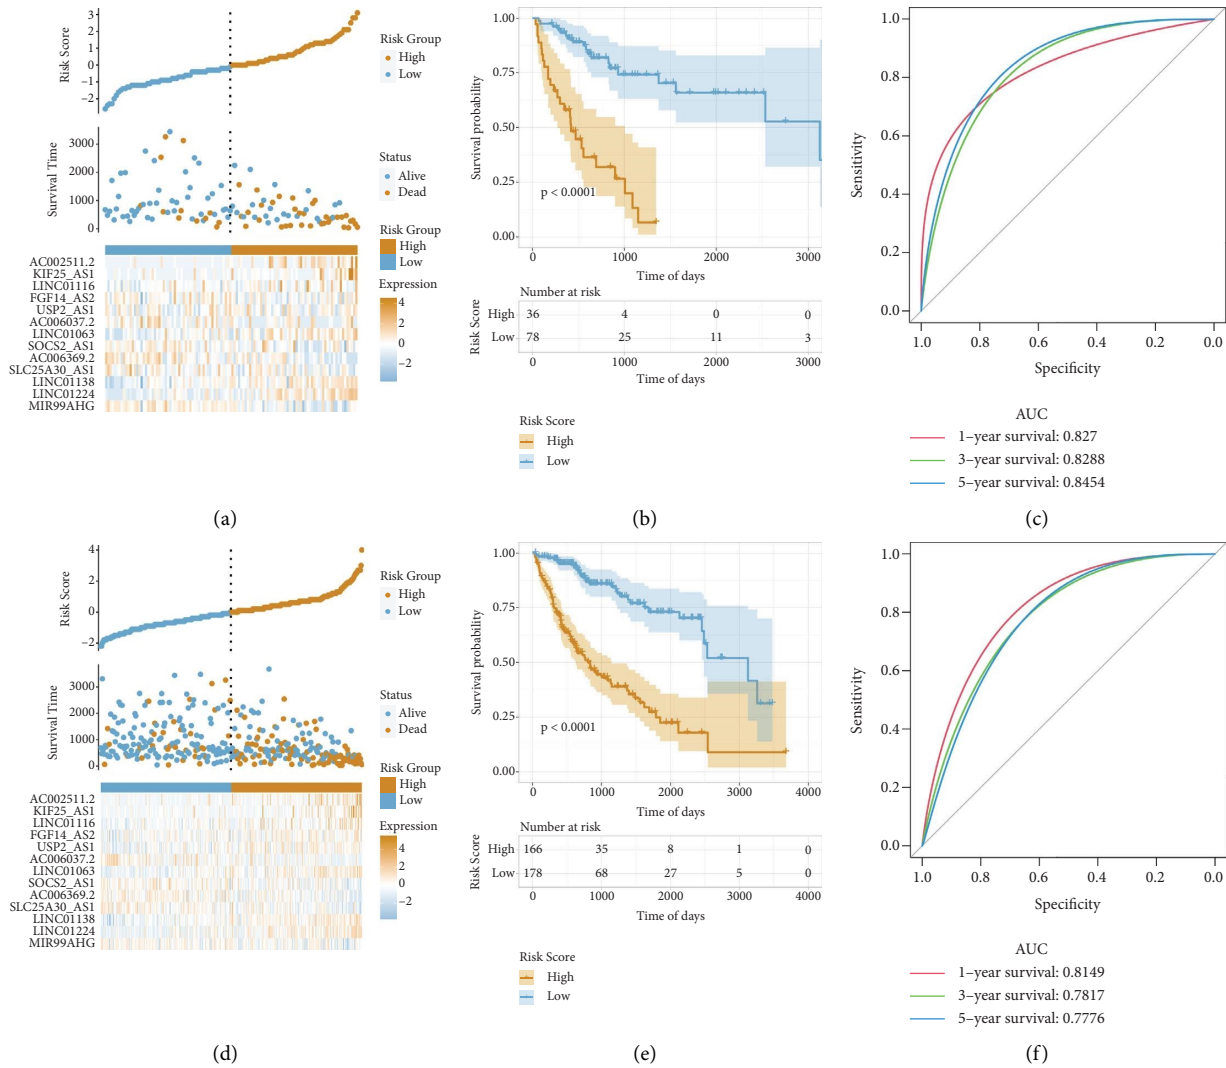 3
2
1
0
−1
−2
Risk Score
Risk Group
High
Low
3000
2000
1000
0
Survival Time
Status
Alive
Dead
Risk Group
High
Low
Expression
4
2
0
−2
AC002511.2
KIF25_AS1
LINC01116
FGF14_AS2
USP2_AS1
AC006037.2
LINC01063
SOCS2_AS1
AC006369.2
SLC25A30_AS1
LINC01138
LINC01224
MIR99AHG
(a)
1.00
0.75
0.50
0.25
0.00
Survival probability
p < 0.0001
0 1000 2000 3000
Time of days
Number at risk
Risk Score
High 36 4 0 0
Low 78 25 11 3
0 1000 2000 3000
Time of days
Risk Score
High
Low
(b)
1.0
0.8
0.6
0.4
0.2
0.0
Sensitivity
1.0 0.8 0.6 0.4 0.2 0.0
Specificity
AUC
1–year survival: 0.827
3–year survival: 0.8288
5–year survival: 0.8454
(c)
4
2
0
−2
Risk Score
Risk Group
High
Low
3000
2000
1000
0
Survival Time
Status
Alive
Dead
Risk Group
High
Low
Expression
4
2
0
−2
AC002511.2
KIF25_AS1
LINC01116
FGF14_AS2
USP2_AS1
AC006037.2
LINC01063
SOCS2_AS1
AC006369.2
SLC25A30_AS1
LINC01138
LINC01224
MIR99AHG
(d)
1.00
0.75
0.50
0.25
0.00
Survival probability
p < 0.0001
0 1000 2000 3000 4000
Time of days
Number at risk
Risk Score
High 166 35 8 1 0
Low 178 68 27 5 0
0 1000 2000 3000 4000
Time of days
Risk Score
High
Low
(e)
1.0
0.8
0.6
0.4
0.2
0.0
Sensitivity
1.0 0.8 0.6 0.4 0.2 0.0
Specificity
AUC
1–year survival: 0.8149
3–year survival: 0.7817
5–year survival: 0.7776
(f)